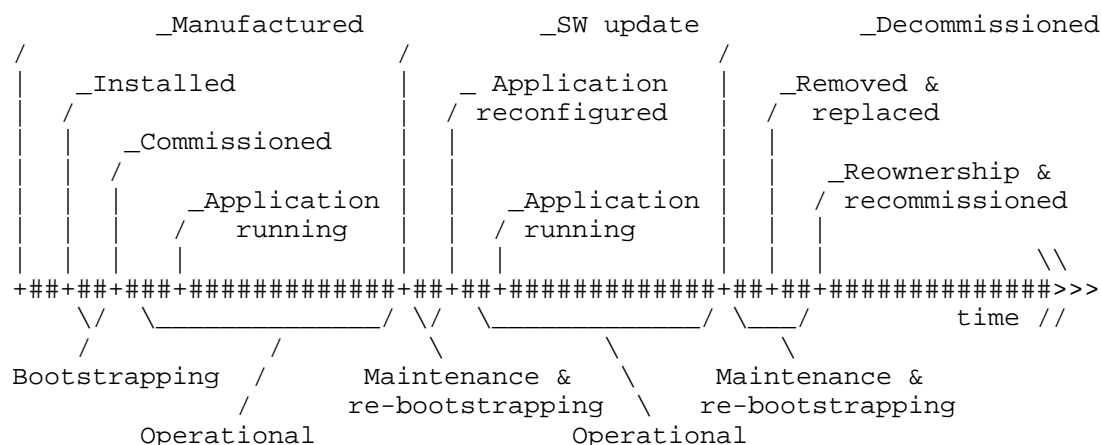 _Manufactured _SW update _Decommissioned
_Installed _ Application _Removed &
reconfigured replaced
_Commissioned
_Reownership &
_Application _Application recommissioned
running running
+##+##+###+#############+##+##+#############+##+##+##############>>>
time
Bootstrapping Maintenance & Maintenance &
re-bootstrapping re-bootstrapping
Operational Operational